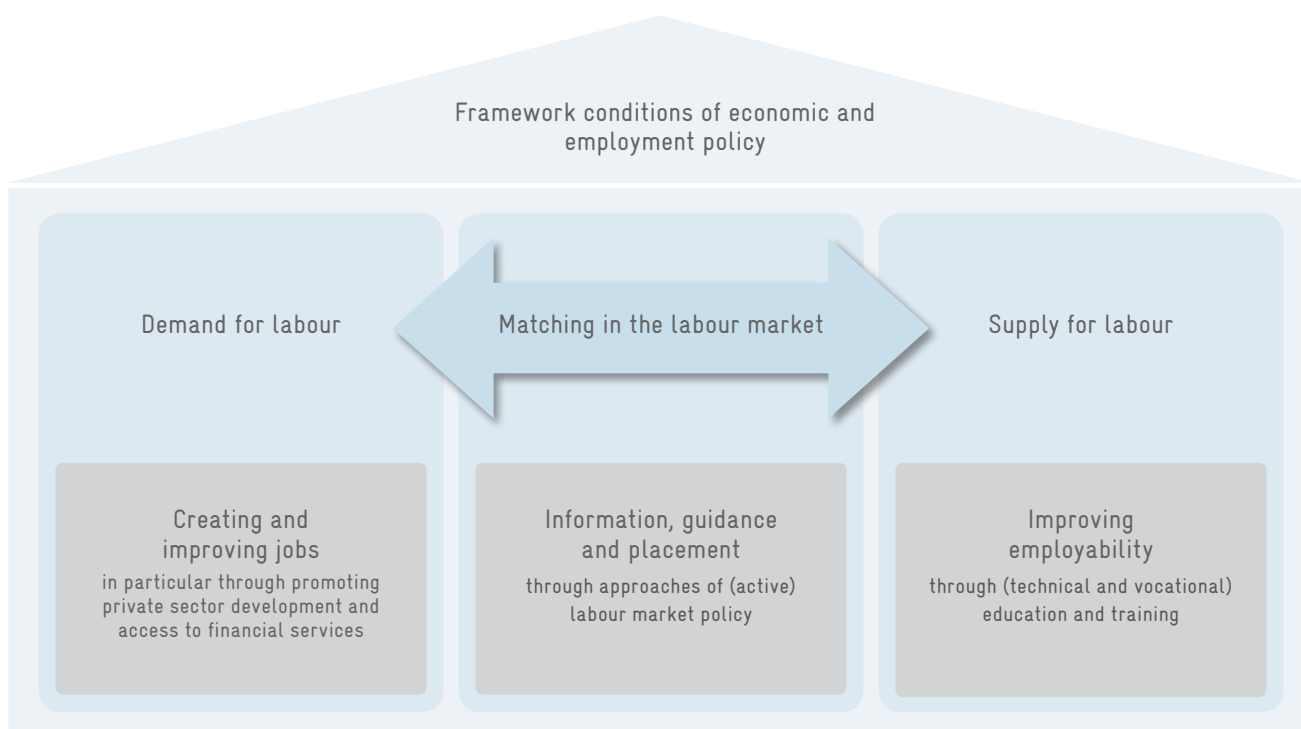 Framework conditions of economic and
employment policy
Demand for labour
Matching in the labour market
Supply for labour
Creating and
improving jobs
in particular through promoting
private sector development and
access to financial services
Information, guidance
and placement
through approaches of (active)
labour market policy
Improving
employability
through (technical and vocational)
education and training